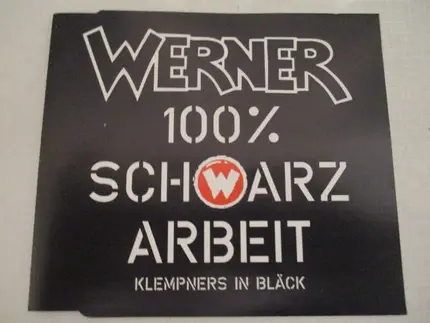 WERNER
100%
SCHWARZ
ARBEIT
KLEMPNERS IN BLÄCK